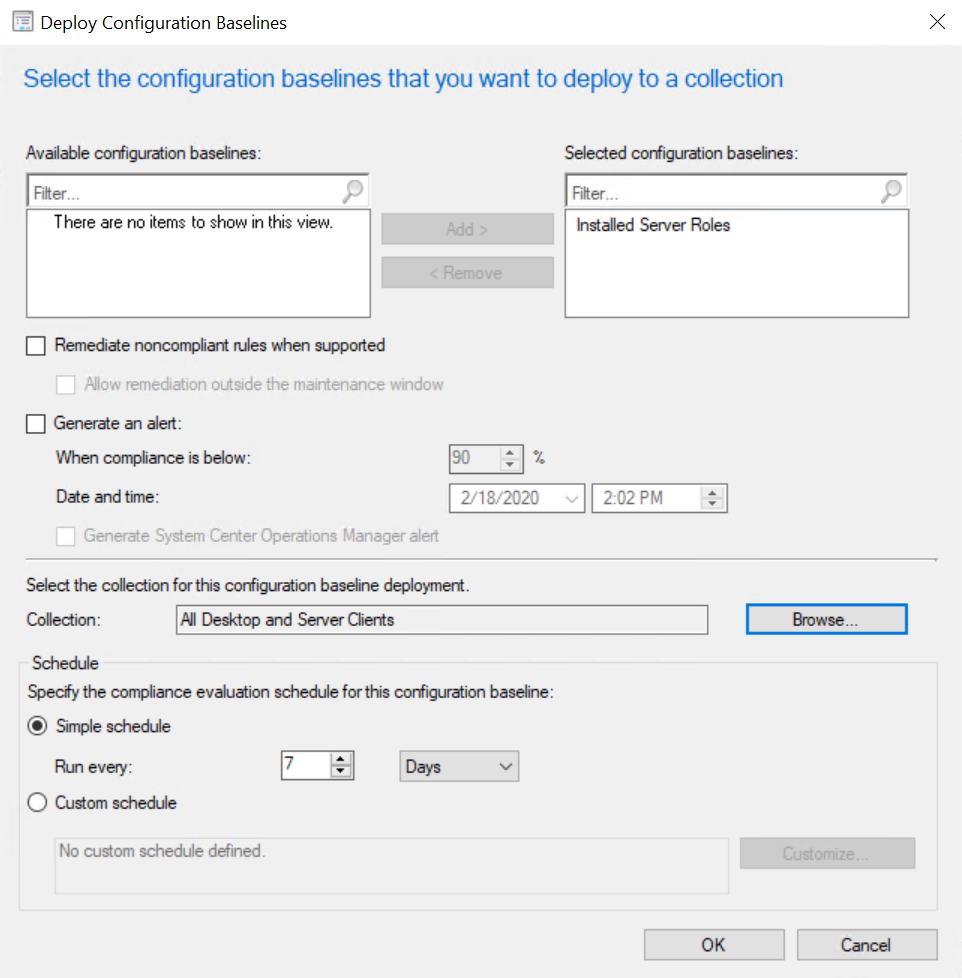 Deploy Configuration Baselines
Select the configuration baselines that you want to deploy to a collection
Available configuration baselines:
Selected configuration baselines:
Filter...
Filter...
There are no items to show in this view.
Installed Server Roles
Add >
< Remove
Remediate noncompliant rules when supported
Allow remediation outside the maintenance window
Generate an alert:
When compliance is below:
90
%
Date and time:
2/18/2020
2:02 PM
Generate System Center Operations Manager alert
Select the collection for this configuration baseline deployment.
Collection:
All Desktop and Server Clients
Browse...
Schedule
Specify the compliance evaluation schedule for this configuration baseline:
Simple schedule
Run every:
7
Days
Custom schedule
No custom schedule defined.
Customize...
OK
Cancel